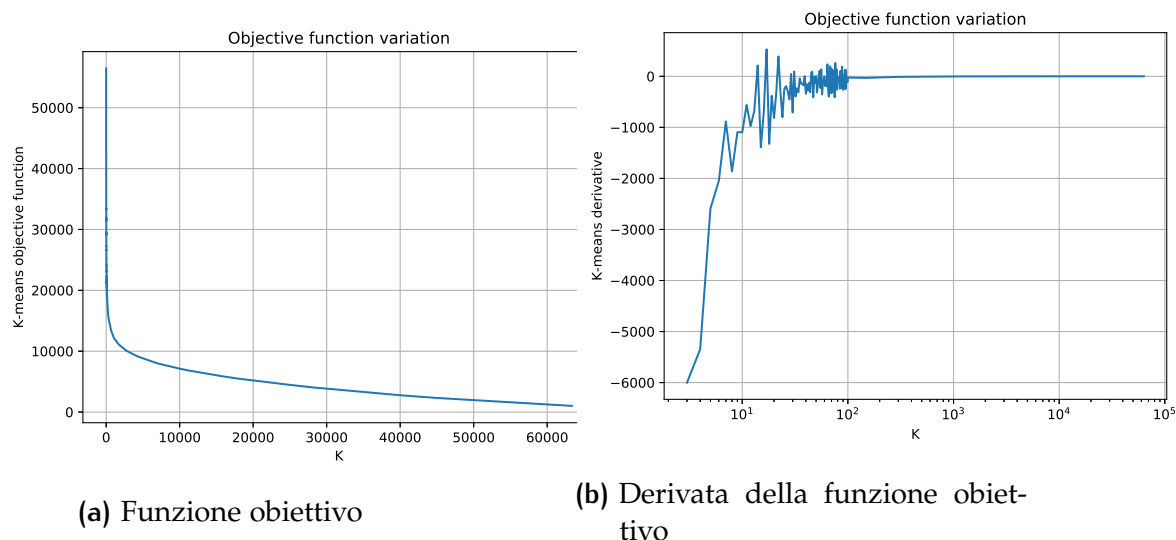 Objective function variation
K-means objective function
50000
40000
30000
20000
10000
0
0 10000 20000 30000 40000 50000 60000
K
(a) Funzione obiettivo
Objective function variation
K-means derivative
0
−1000
−2000
−3000
−4000
−5000
−6000
10¹ 10² 10³ 10⁴ 10⁵
K
(b) Derivata della funzione obiet-
tivo